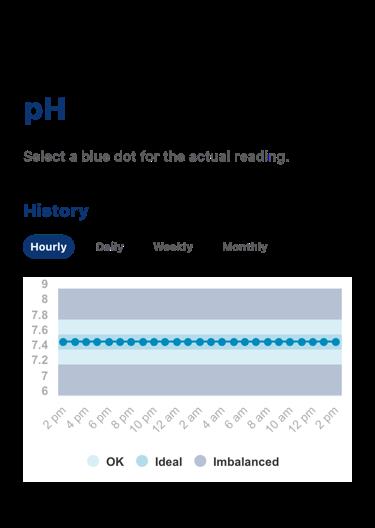 pH
Select a blue dot for the actual reading.
History
Hourly Daily Weekly Monthly
9
8
7.8
7.6
7.4
7.2
7
6
2 pm 4 pm 6 pm 8 pm 10 pm 12 am 2 am 4 am 6 am 8 am 10 am 12 pm 2 pm
OK Ideal Imbalanced